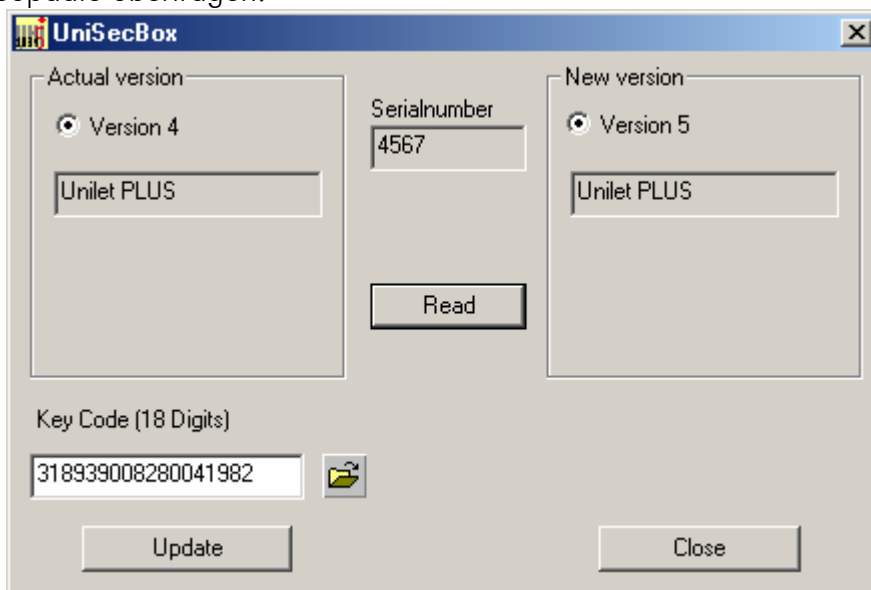 übertragen.
UniSecBox
Actual version
Version 4
Unilet PLUS
Serialnumber
4567
Read
New version
Version 5
Unilet PLUS
Key Code (18 Digits)
318939008280041982
Update
Close